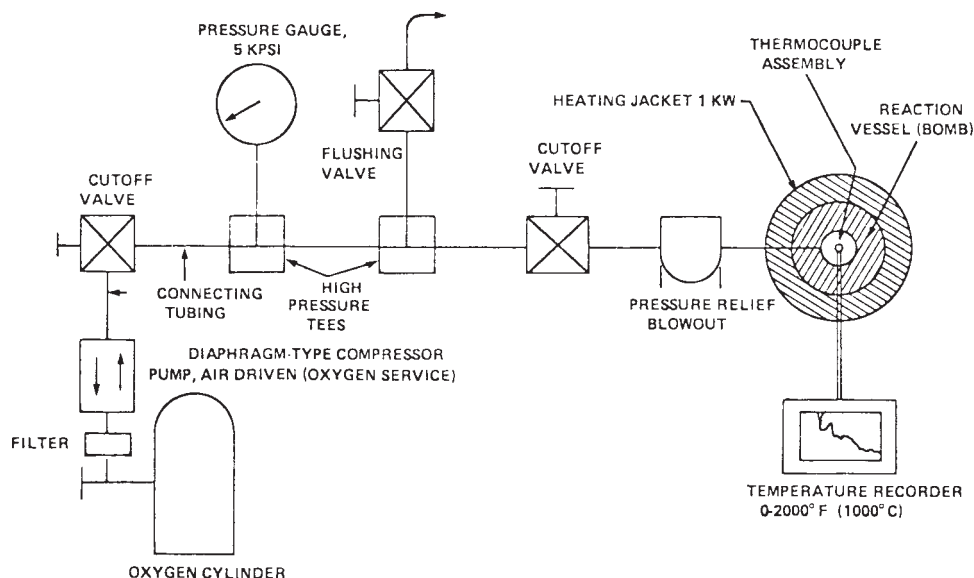 PRESSURE GAUGE,
5 KPSI
THERMOCOUPLE
ASSEMBLY
HEATING JACKET 1 KW
REACTION
VESSEL (BOMB)
FLUSHING
VALVE
CUTOFF
VALVE
CUTOFF
VALVE
CONNECTING
TUBING
HIGH
PRESSURE
TEES
PRESSURE RELIEF
BLOWOUT
DIAPHRAGM-TYPE COMPRESSOR
PUMP, AIR DRIVEN (OXYGEN SERVICE)
FILTER
TEMPERATURE RECORDER
0-2000°F (1000°C)
OXYGEN CYLINDER